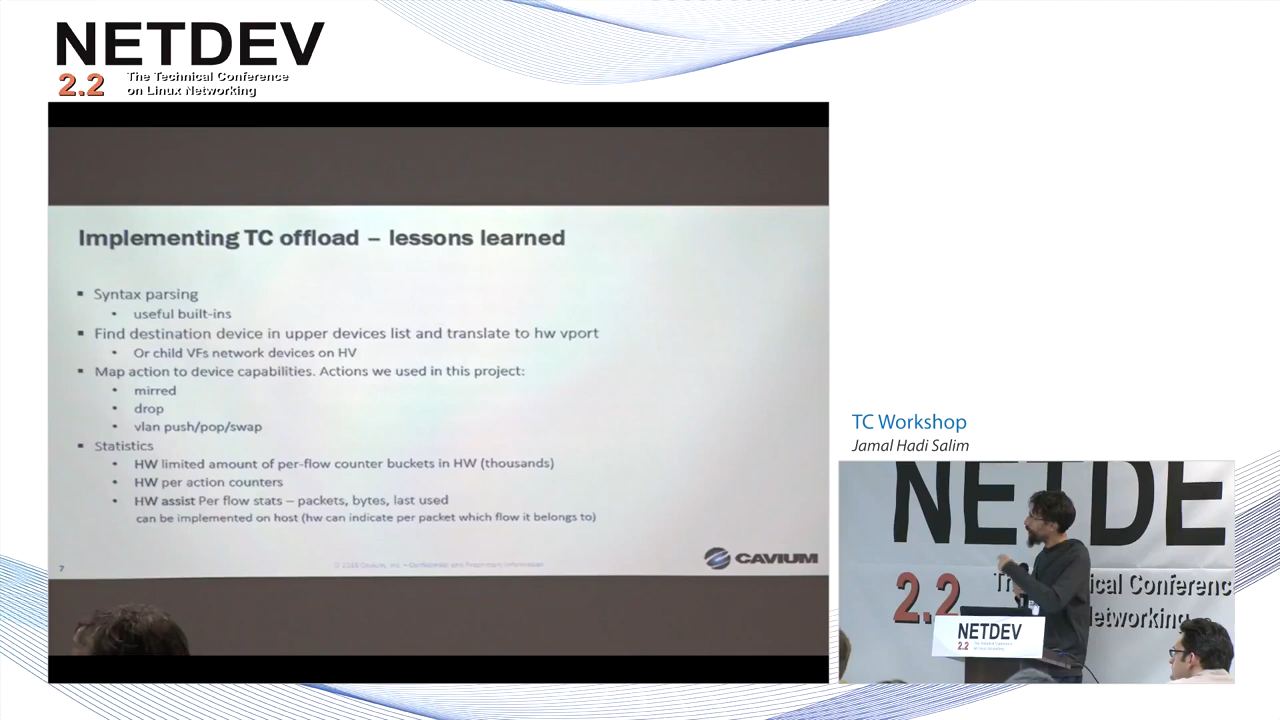 NETDEV
2.2
The Technical Conference
on Linux Networking
Implementing TC offload – lessons learned
▪ Syntax parsing
• useful built-ins
▪ Find destination device in upper devices list and translate to hw vport
• Or child VFs network devices on HV
▪ Map action to device capabilities. Actions we used in this project:
• mirred
• drop
• vlan push/pop/swap
▪ Statistics
• HW limited amount of per-flow counter buckets in HW (thousands)
• HW per action counters
• HW assist Per flow stats – packets, bytes, last used
can be implemented on host (hw can indicate per packet which flow it belongs to)
7
CAVIUM
TC Workshop
Jamal Hadi Salim
NETDE
2.2
ical Conferenc
etworking
NETDEV
2.2